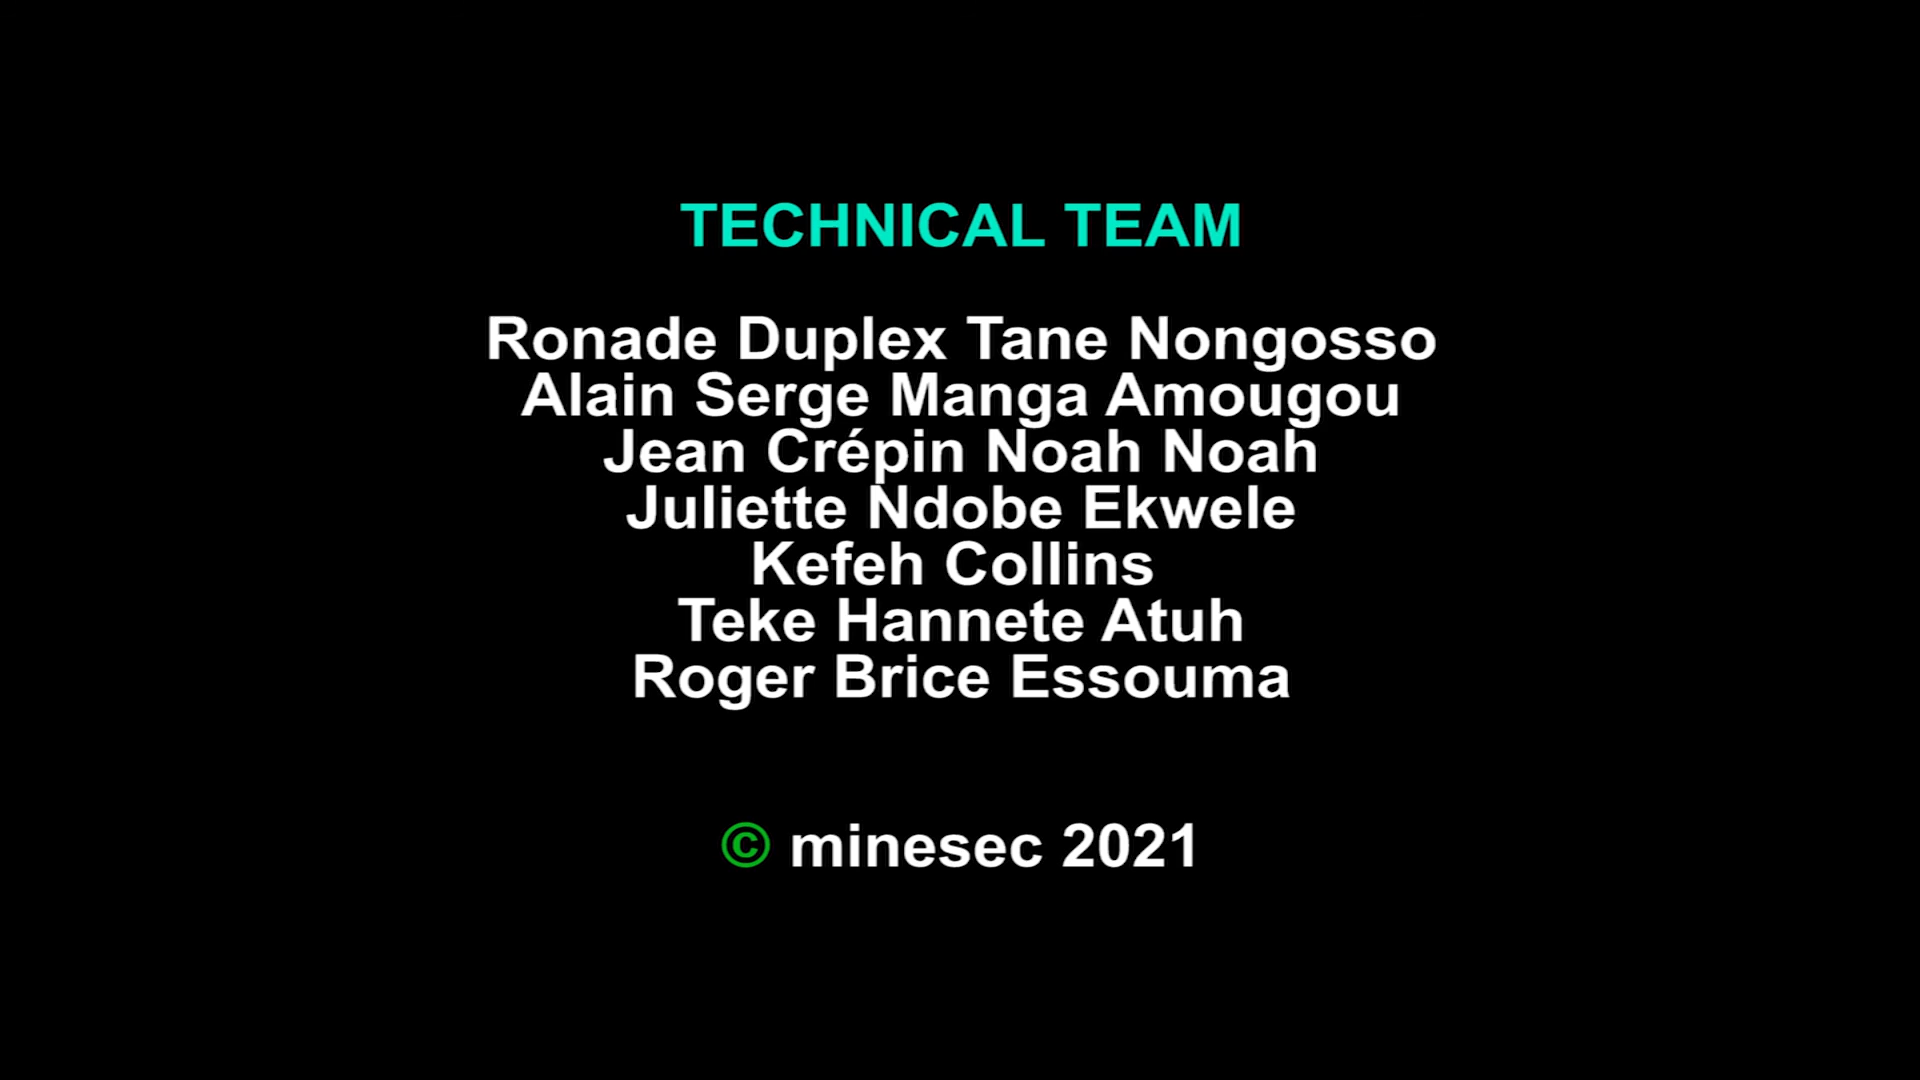 TECHNICAL TEAM
Ronade Duplex Tane Nongosso
Alain Serge Manga Amougou
Jean Crépin Noah Noah
Juliette Ndobe Ekwele
Kefeh Collins
Teke Hannete Atuh
Roger Brice Essouma
© minesec 2021